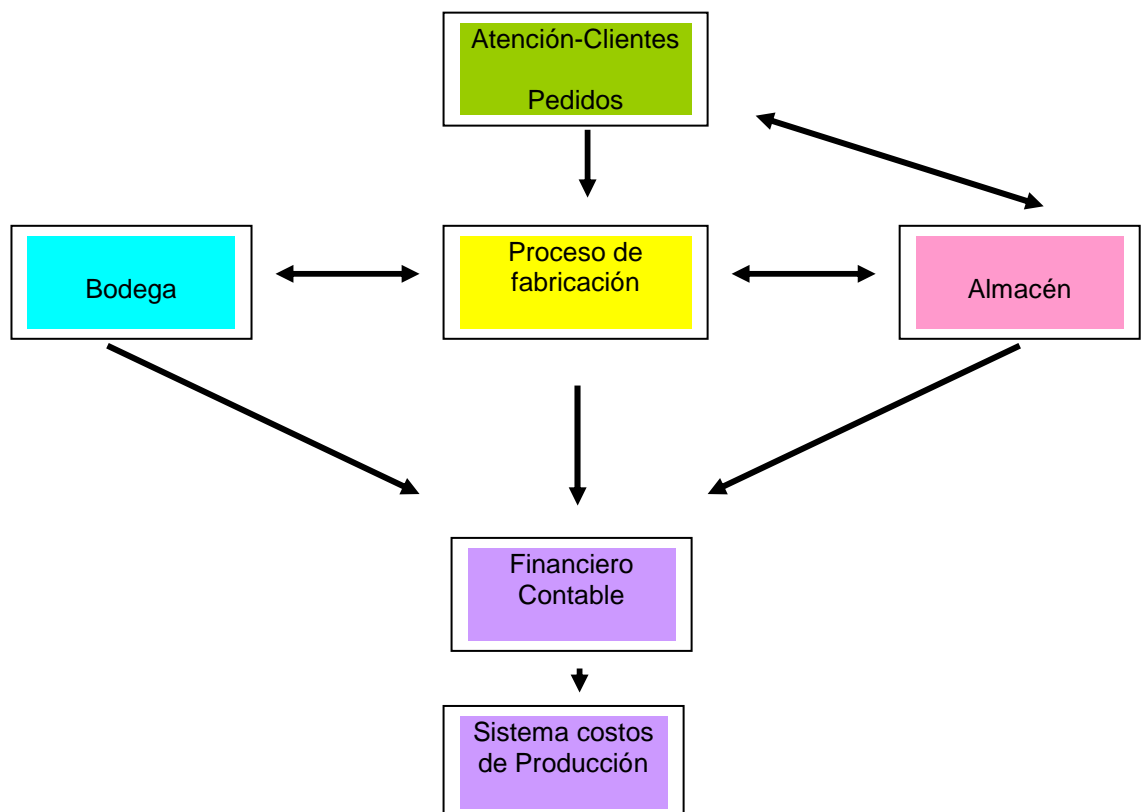 Atención-Clientes
Pedidos
Bodega
Proceso de
fabricación
Almacén
Financiero
Contable
Sistema costos
de Producción